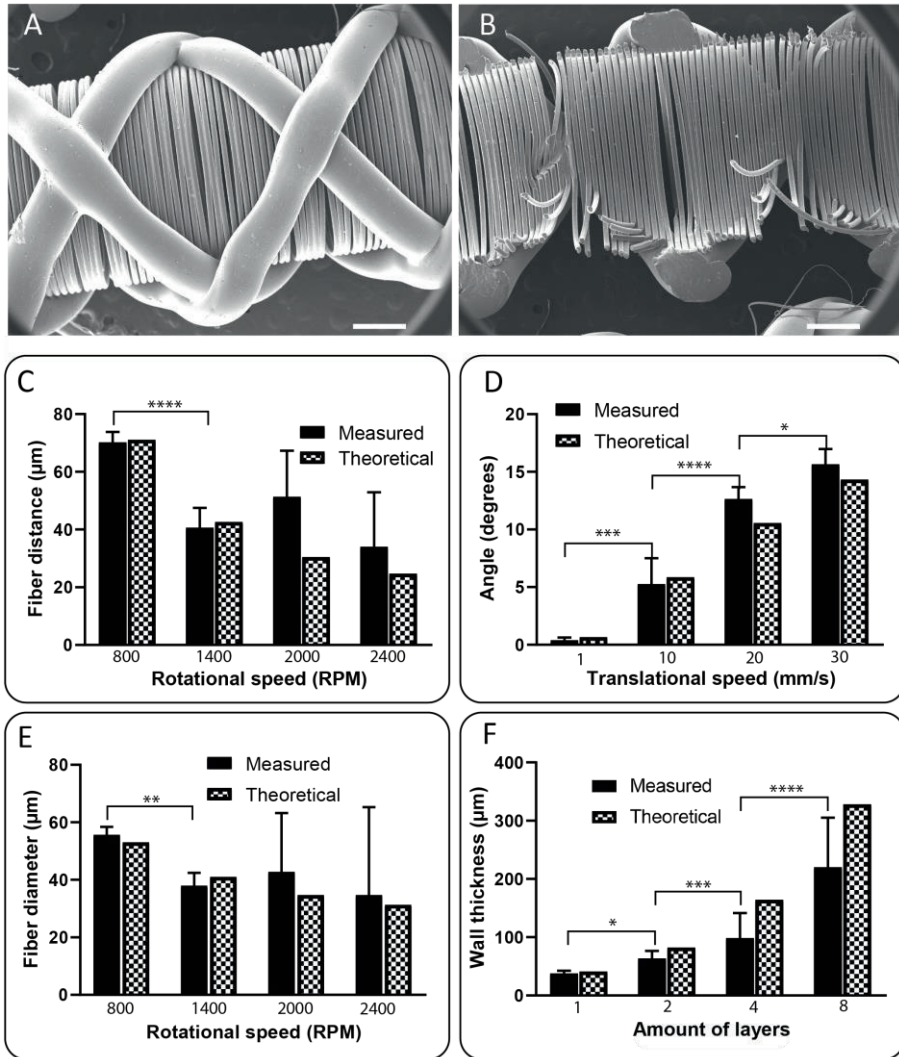 A
B
C
80
60
40
20
0
Fiber distance (µm)
****
Measured
Theoretical
800
1400
2000
2400
Rotational speed (RPM)
D
20
15
10
5
0
Angle (degrees)
***
****
*
Measured
Theoretical
1
10
20
30
Translational speed (mm/s)
E
80
60
40
20
0
Fiber diameter (µm)
**
Measured
Theoretical
800
1400
2000
2400
Rotational speed (RPM)
F
400
300
200
100
0
Wall thickness (µm)
*
***
****
Measured
Theoretical
1
2
4
8
Amount of layers